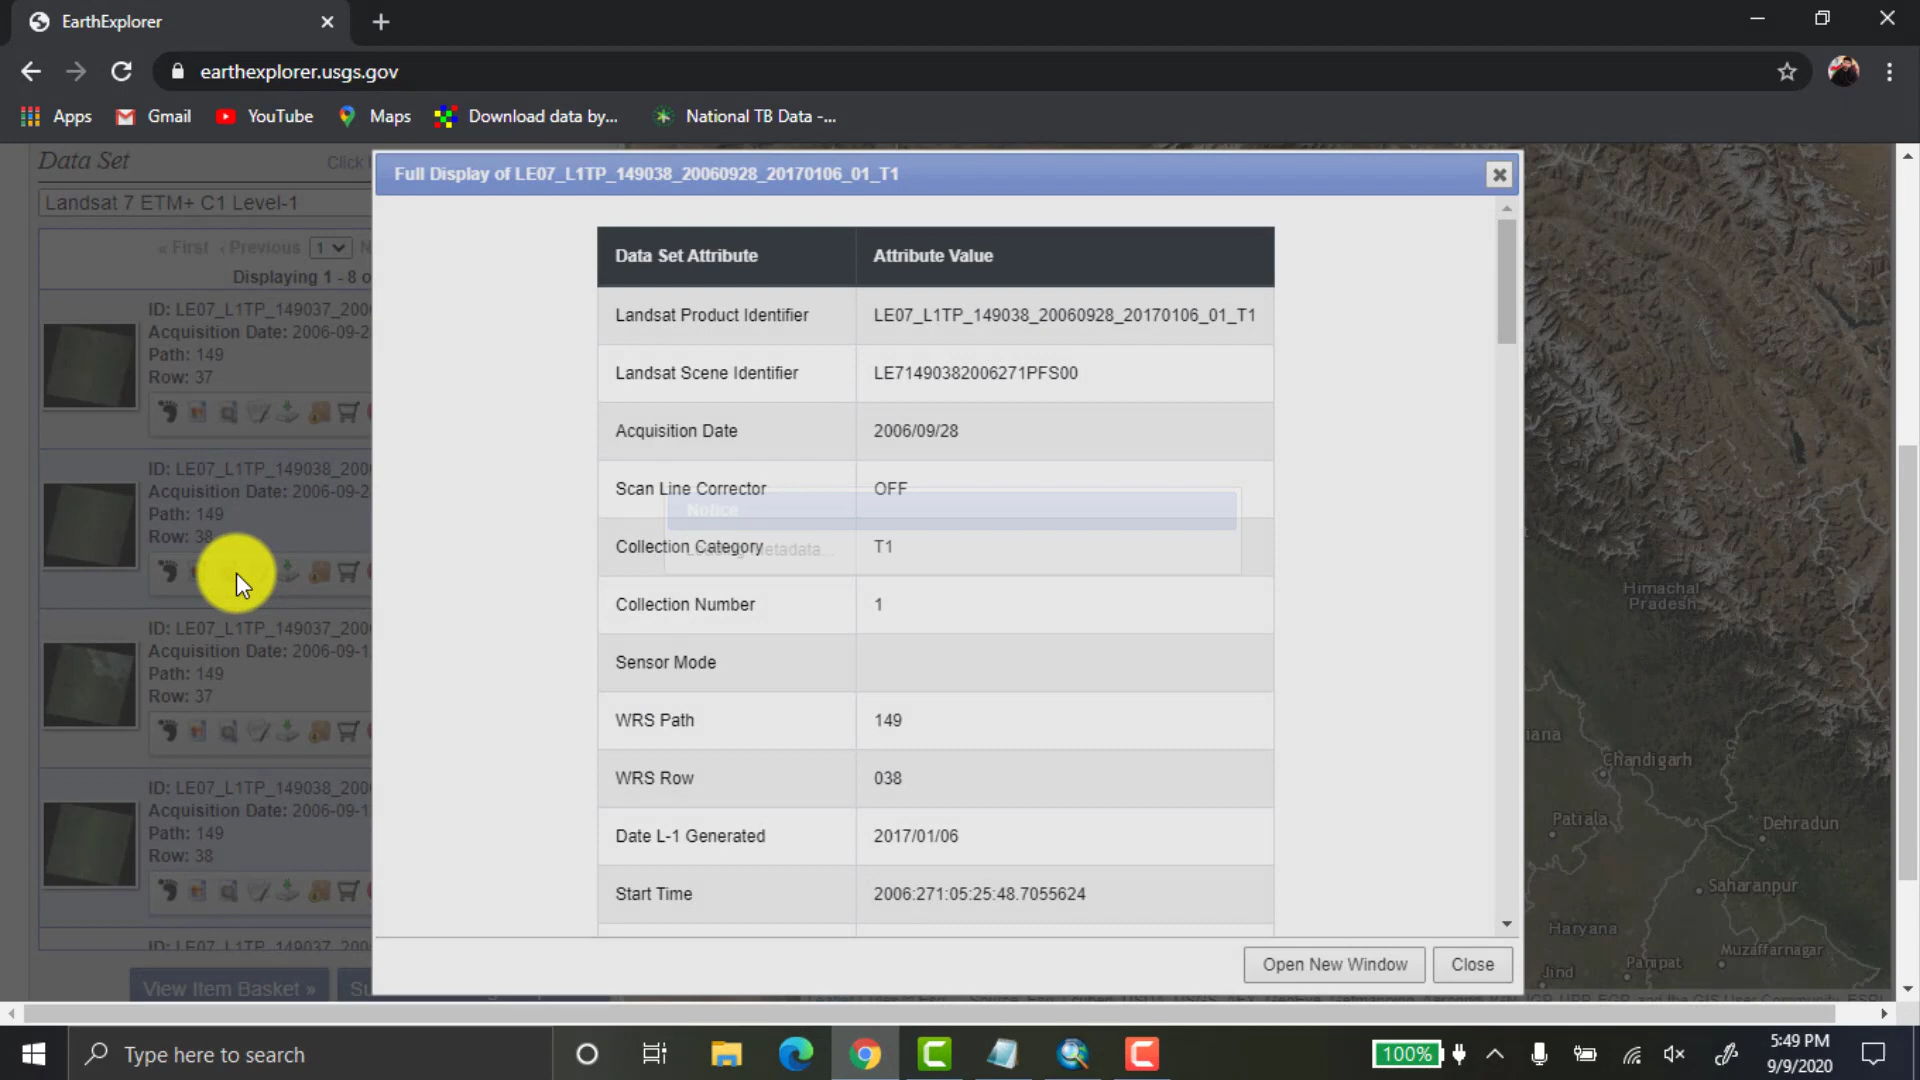 EarthExplorer
earthexplorer.usgs.gov
Apps
Gmail
YouTube
Maps
Download data by...
National TB Data -...
Data Set
Click
Landsat 7 ETM+ C1 Level-1
« First ‹ Previous 1 N
Displaying 1 - 8 o
ID: LE07_L1TP_149037_200
Acquisition Date: 2006-09-2
Path: 149
Row: 37
ID: LE07_L1TP_149038_200
Acquisition Date: 2006-09-2
Path: 149
Row: 38
ID: LE07_L1TP_149037_200
Acquisition Date: 2006-09-1
Path: 149
Row: 37
ID: LE07_L1TP_149038_200
Acquisition Date: 2006-09-1
Path: 149
Row: 38
ID: LE07_L1TP_149037_200
View Item Basket »
Su
Full Display of LE07_L1TP_149038_20060928_20170106_01_T1
Data Set Attribute Attribute Value
Landsat Product Identifier LE07_L1TP_149038_20060928_20170106_01_T1
Landsat Scene Identifier LE71490382006271PFS00
Acquisition Date 2006/09/28
Scan Line Corrector OFF
Notice
Collection Category T1
Loading Metadata...
Collection Number 1
Sensor Mode
WRS Path 149
WRS Row 038
Date L-1 Generated 2017/01/06
Start Time 2006:271:05:25:48.7055624
Open New Window
Close
Himachal
Pradesh
Chandigarh
Patiala
Dehradun
Saharanpur
Haryana
Muzaffarnagar
Panipat
Jind
Type here to search
100%
5:49 PM
9/9/2020